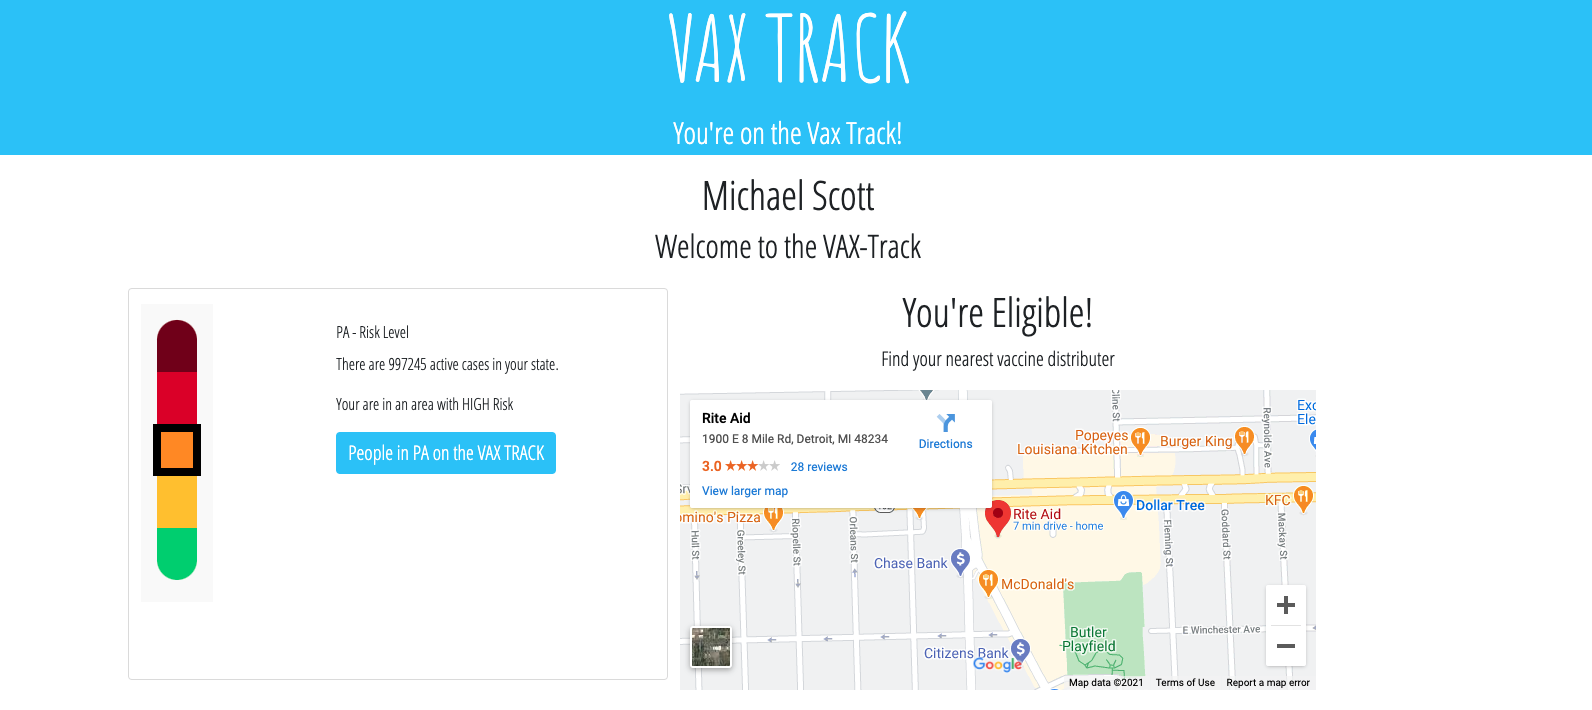 VAX TRACK
You're on the Vax Track!
Michael Scott
Welcome to the VAX-Track
PA - Risk Level
There are 997245 active cases in your state.
Your are in an area with HIGH Risk
People in PA on the VAX TRACK
You're Eligible!
Find your nearest vaccine distributer
Rite Aid
1900 E 8 Mile Rd, Detroit, MI 48234
Directions
3.0
28 reviews
View larger map
Cline St
Reynolds Ave
Popeyes
Louisiana Kitchen
Burger King
KFC
Dollar Tree
omino's Pizza
Rite Aid
7 min drive - home
Hull St
Greeley St
Riopelle St
Orleans St
Fleming St
Goddard St
Mackay St
Chase Bank
McDonald's
Butler
Playfield
E Winchester Ave
Citizens Bank
Google
Map data ©2021
Terms of Use
Report a map error